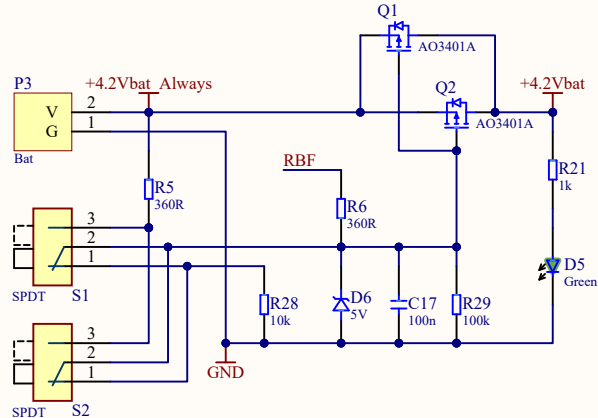 Q1
AO3401A
P3
+4.2Vbat_Always
Q2
+4.2Vbat
V 2
G 1
AO3401A
Bat
RBF
R21
1k
R5
360R
R6
360R
3
2
1
SPDT S1
R28
10k
D6
5V
C17
100n
R29
100k
D5
Green
3
2
1
GND
SPDT S2